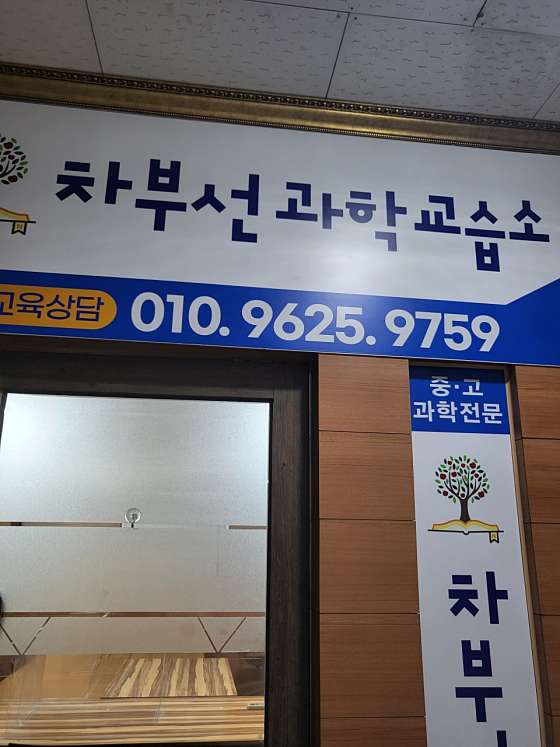 차부선 과학 교습소
교육상담 010. 9625. 9759
중·고
과학전문
차
부